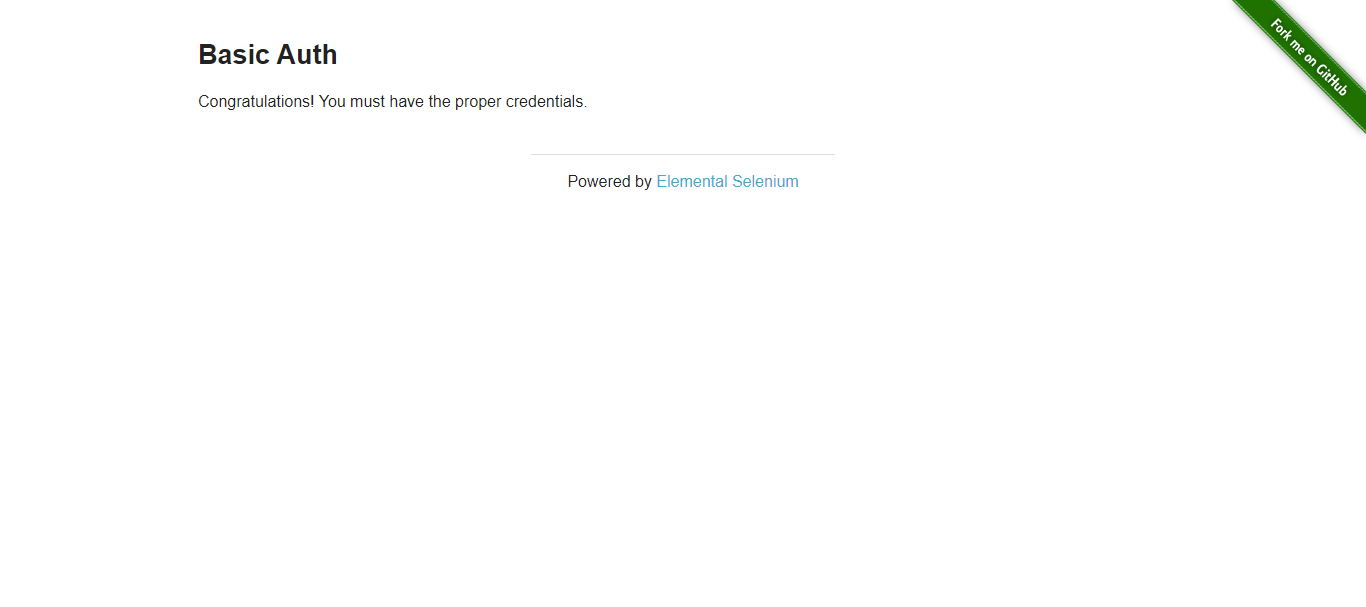 Basic Auth
Fork me on GitHub
Congratulations! You must have the proper credentials.
Powered by Elemental Selenium